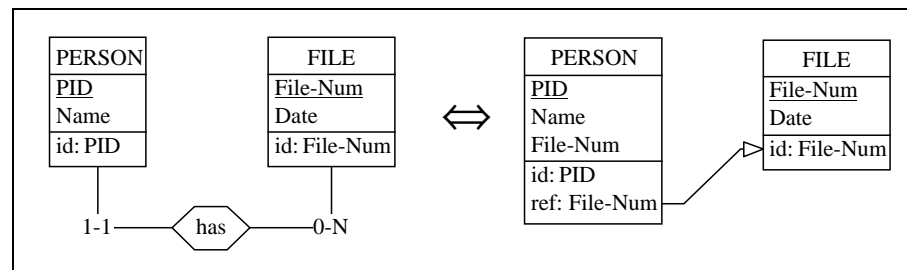 PERSON
PID
Name
id: PID
FILE
File-Num
Date
id: File-Num
1-1
has
0-N
⇔
PERSON
PID
Name
File-Num
id: PID
ref: File-Num
FILE
File-Num
Date
id: File-Num